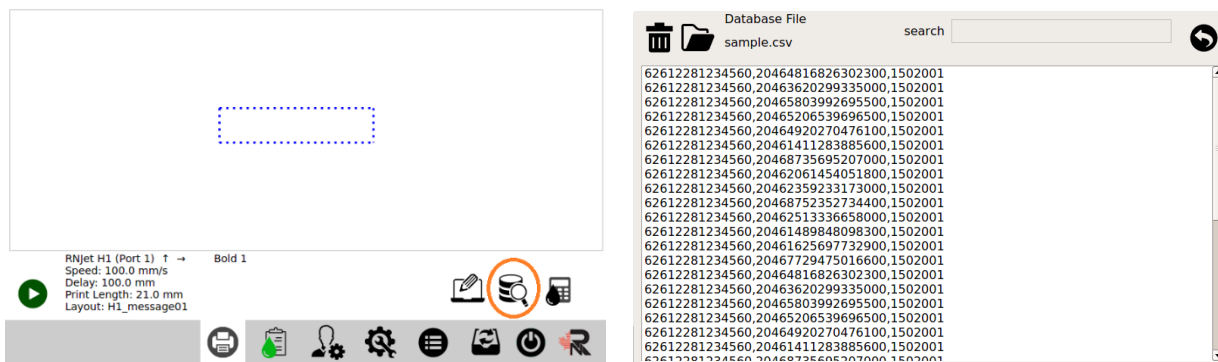 RNJet H1 (Port 1) ↑ → Bold 1
Speed: 100.0 mm/s
Delay: 100.0 mm
Print Length: 21.0 mm
Layout: H1_message01
Database File
sample.csv
search
62612281234560,20464816826302300,1502001
62612281234560,20463620299335000,1502001
62612281234560,20465803992695500,1502001
62612281234560,20465206539696500,1502001
62612281234560,20464920270476100,1502001
62612281234560,20461411283885600,1502001
62612281234560,20468735695207000,1502001
62612281234560,20462061454051800,1502001
62612281234560,20462359233173000,1502001
62612281234560,20468752352734400,1502001
62612281234560,20462513336658000,1502001
62612281234560,20461489848098300,1502001
62612281234560,20461625697732900,1502001
62612281234560,20467729475016600,1502001
62612281234560,20464816826302300,1502001
62612281234560,20463620299335000,1502001
62612281234560,20465803992695500,1502001
62612281234560,20465206539696500,1502001
62612281234560,20464920270476100,1502001
62612281234560,20461411283885600,1502001
62612281234560,20468735695207000,1502001